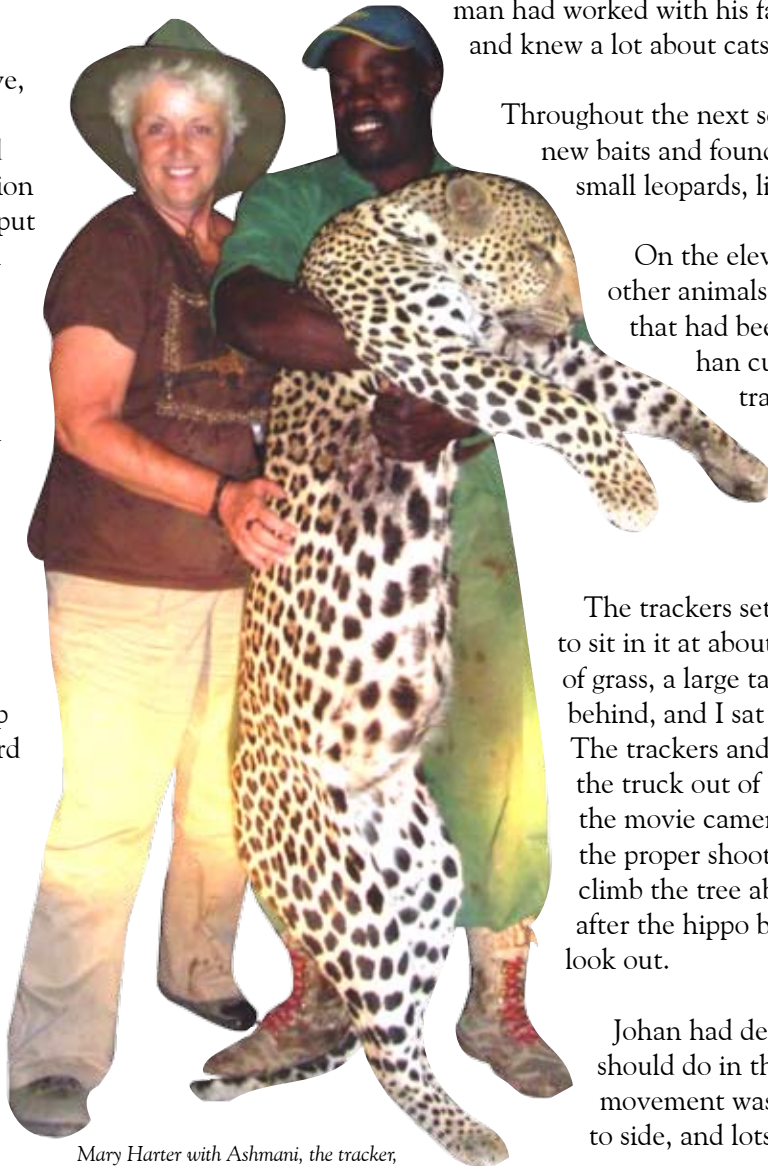 ve,
ion
put
p
rd
man had worked with his fa
and knew a lot about cats
Throughout the next se
new baits and found
small leopards, li
On the elev
other animals
that had bee
han cu
tra
The trackers set
to sit in it at about
of grass, a large ta
behind, and I sat
The trackers and
the truck out of
the movie camer
the proper shoot
climb the tree ab
after the hippo b
look out.
Johan had de
should do in th
movement was
to side, and lots
Mary Harter with Ashmani, the tracker,